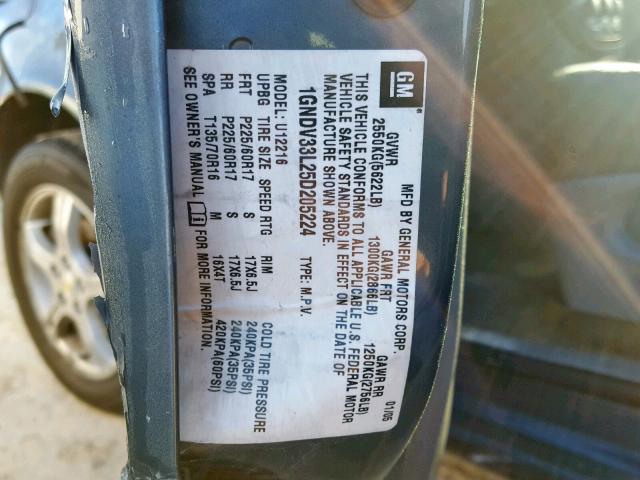 GM
MFD BY GENERAL MOTORS CORP. 01/05
GVWR GAWR FRT GAWR RR
2550KG(5622LB) 1300KG(2866LB) 1250KG(2756LB)
THIS VEHICLE CONFORMS TO ALL APPLICABLE U.S. FEDERAL MOTOR
VEHICLE SAFETY STANDARDS IN EFFECT ON THE DATE OF
MANUFACTURE SHOWN ABOVE.
1GNDV33L25D205224 TYPE: M.P.V.
MODEL: U12216
UPBG TIRE SIZE SPEED RTG RIM COLD TIRE PRESSURE
FRT P225/60R17 S 17X6.5J 240KPA(35PSI)
RR P225/60R17 S 17X6.5J 240KPA(35PSI)
SPA T135/70R16 M 16X4T 420KPA(60PSI)
SEE OWNER'S MANUAL FOR MORE INFORMATION.